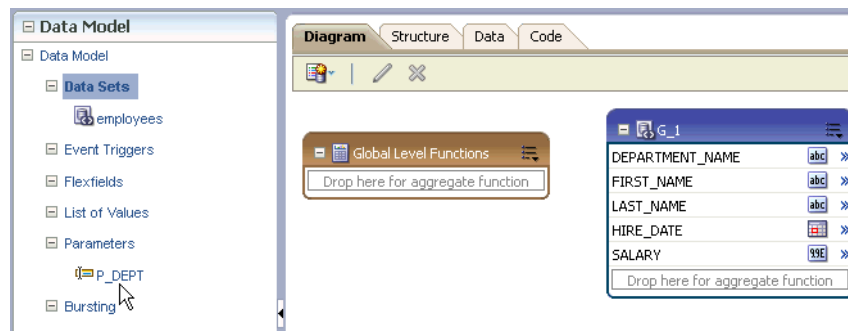 Data Model
Data Model
Data Sets
employees
Event Triggers
Flexfields
List of Values
Parameters
P_DEPT
Bursting
Diagram Structure Data Code
Global Level Functions
Drop here for aggregate function
G_1
DEPARTMENT_NAME abc
FIRST_NAME abc
LAST_NAME abc
HIRE_DATE
SALARY 99E
Drop here for aggregate function